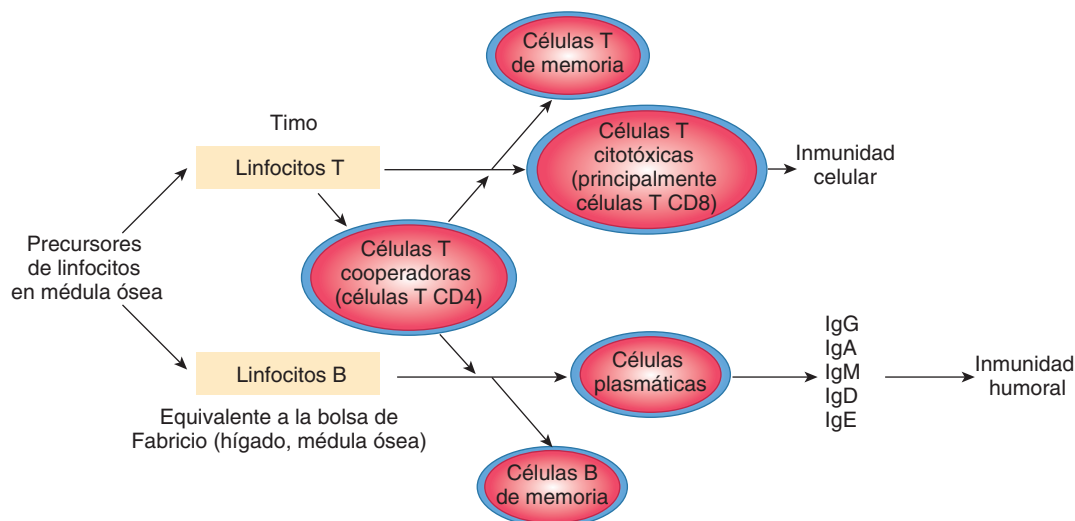 Células T
de memoria
Timo
Linfocitos T
Células T
citotóxicas
(principalmente
células T CD8)
Inmunidad
celular
Precursores
de linfocitos
en médula ósea
Células T
cooperadoras
(células T CD4)
Linfocitos B
Equivalente a la bolsa de
Fabricio (hígado, médula ósea)
Células
plasmáticas
IgG
IgA
IgM
IgD
IgE
Inmunidad
humoral
Células B
de memoria